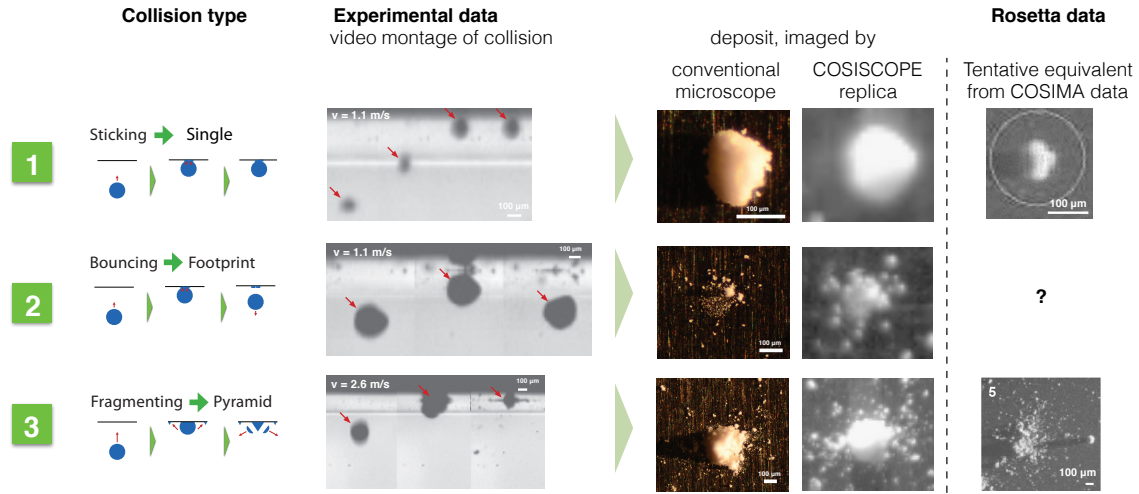 Collision type
Experimental data
video montage of collision
deposit, imaged by
conventional
microscope
COSISCOPE
replica
Rosetta data
Tentative equivalent
from COSIMA data
1
Sticking Single
v = 1.1 m/s
100 µm
100 µm
100 µm
2
Bouncing Footprint
v = 1.1 m/s
100 µm
100 µm
?
3
Fragmenting Pyramid
v = 2.6 m/s
100 µm
100 µm
5
100 µm